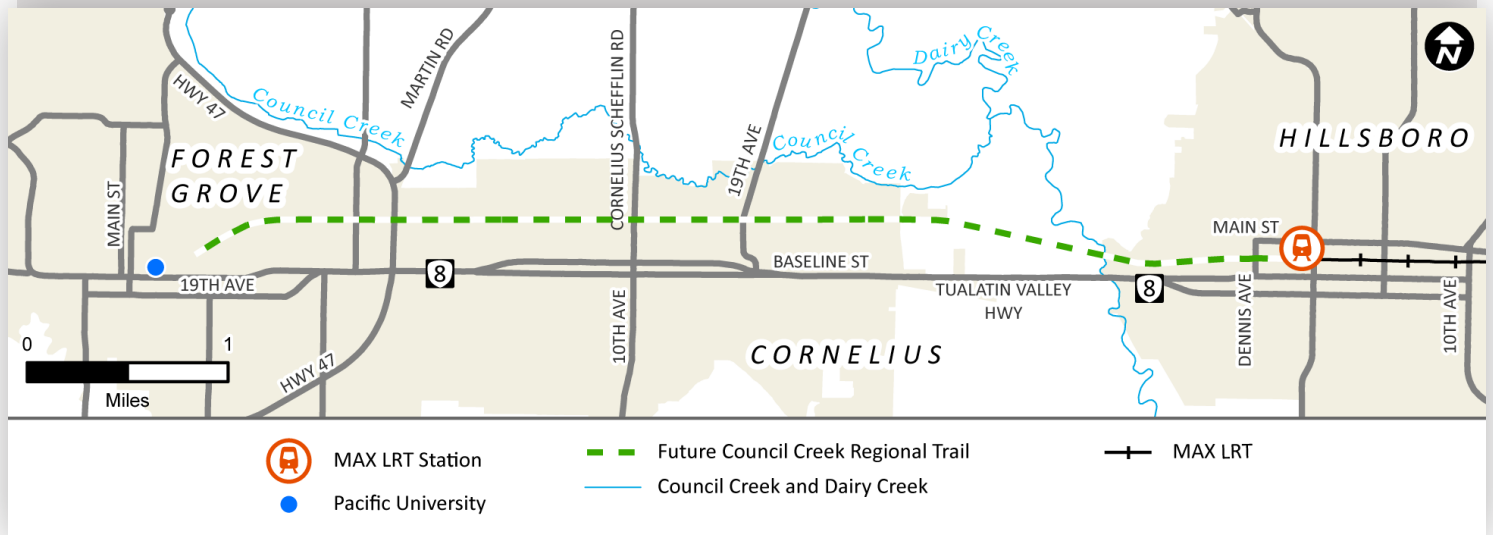 HWY 47
MARTIN RD
CORNELIUS SCHEFFLIN RD
Dairy Creek
N
Council Creek
19TH AVE
Council
Creek
HILLSBORO
FOREST
GROVE
MAIN ST
MAIN ST
8
BASELINE ST
19TH AVE
TUALATIN VALLEY
HWY
8
DENNIS AVE
10TH AVE
10TH AVE
0 1
Miles
HWY 47
CORNELIUS
MAX LRT Station
Pacific University
Future Council Creek Regional Trail
Council Creek and Dairy Creek
MAX LRT